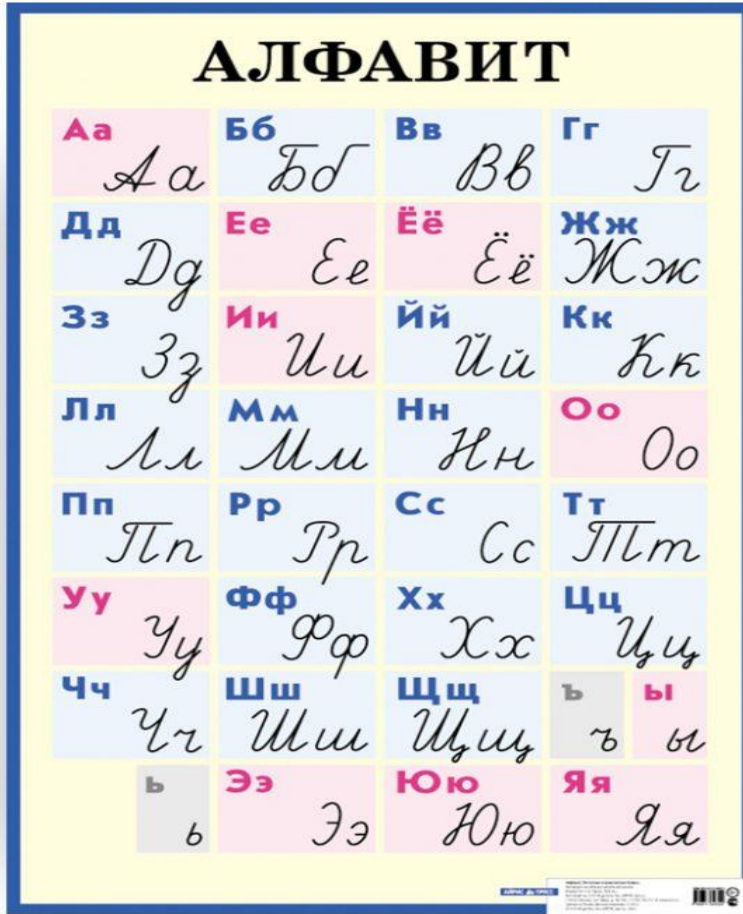 АЛФАВИТ
Аа Бб Вв Гг
Аа Бб Вв Гг
Дд Ее Ёё Жж
Дд Ее Ёё Жж
Зз Ии Йй Кк
Зз Ии Йй Кк
Лл Мм Нн Оо
Лл Мм Нн Оо
Пп Рр Сс Тт
Пп Рр Сс Тт
Уу Фф Хх Цц
Уу Фф Хх Цц
Чч Шш Щщ ъ ы
Чч Шш Щщ ъ ы
ь Ээ Юю Яя
ь Ээ Юю Яя
АЙРИС ПРЕСС